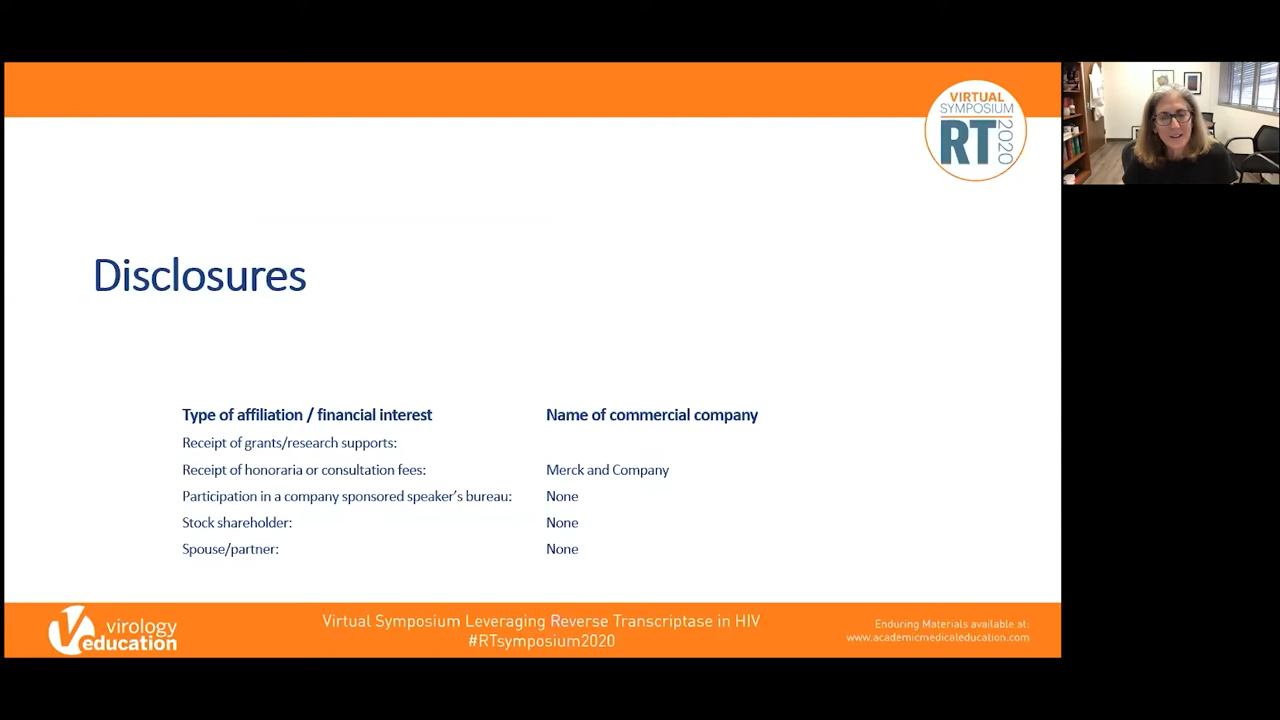 VIRTUAL
SYMPOSIUM
RT
2020
Disclosures
Type of affiliation / financial interest
Name of commercial company
Receipt of grants/research supports:
Receipt of honoraria or consultation fees:
Merck and Company
Participation in a company sponsored speaker's bureau:
None
Stock shareholder:
None
Spouse/partner:
None
virology
education
Virtual Symposium Leveraging Reverse Transcriptase in HIV
#RTsymposium2020
Enduring Materials available at:
www.academicmedicaleducation.com